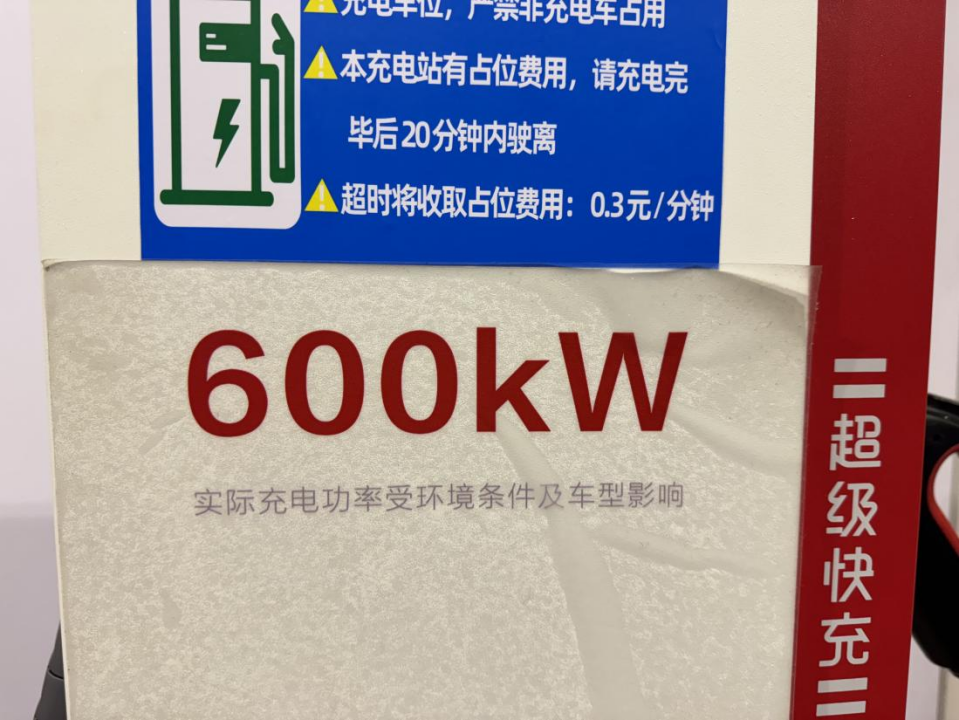 充电车位，严禁非充电车占用
本充电站有占位费用，请充电完
毕后20分钟内驶离
超时将收取占位费用：0.3元/分钟
600kW
实际充电功率受环境条件及车型影响
超级快充